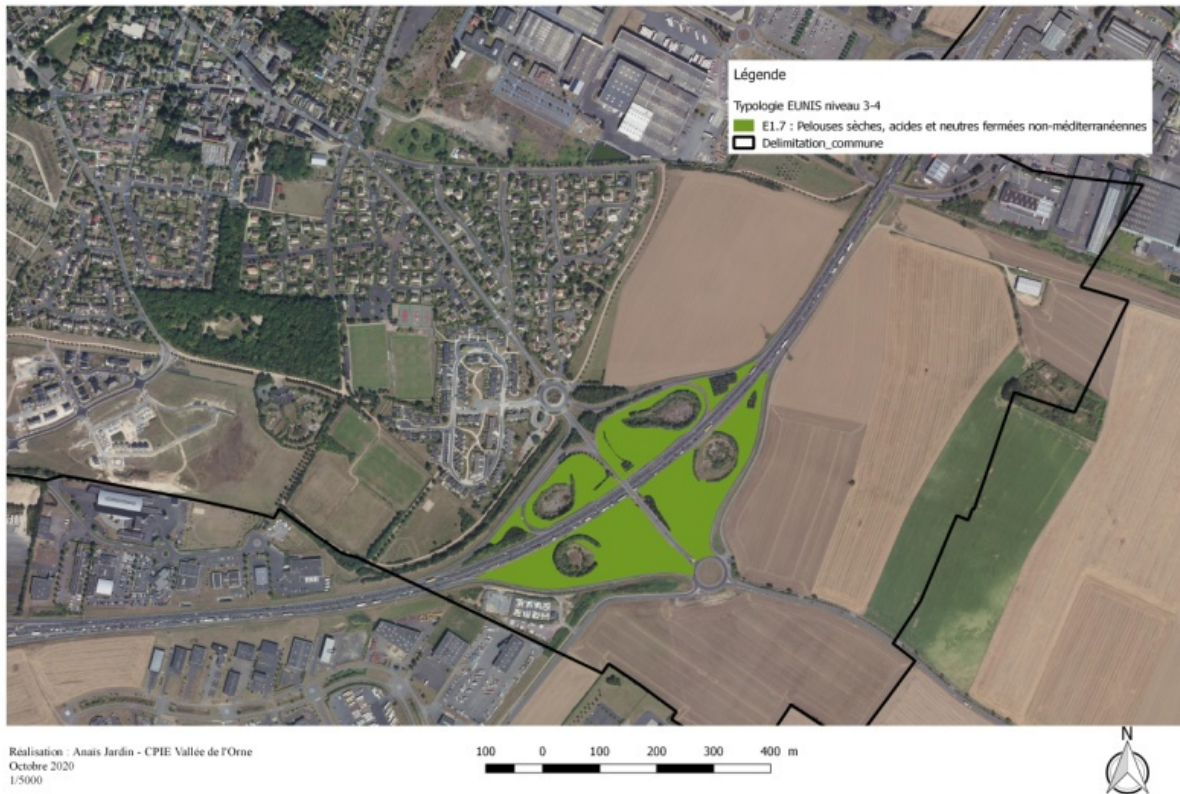 Légende
Typologie EUNIS niveau 3-4
E1.7 : Pelouses sèches, acides et neutres fermées non-méditerranéennes
Delimitation_commune
Réalisation : Anaïs Jardin - CPIE Vallée de l'Orne
Octobre 2020
1/5000
100 0 100 200 300 400 m
N